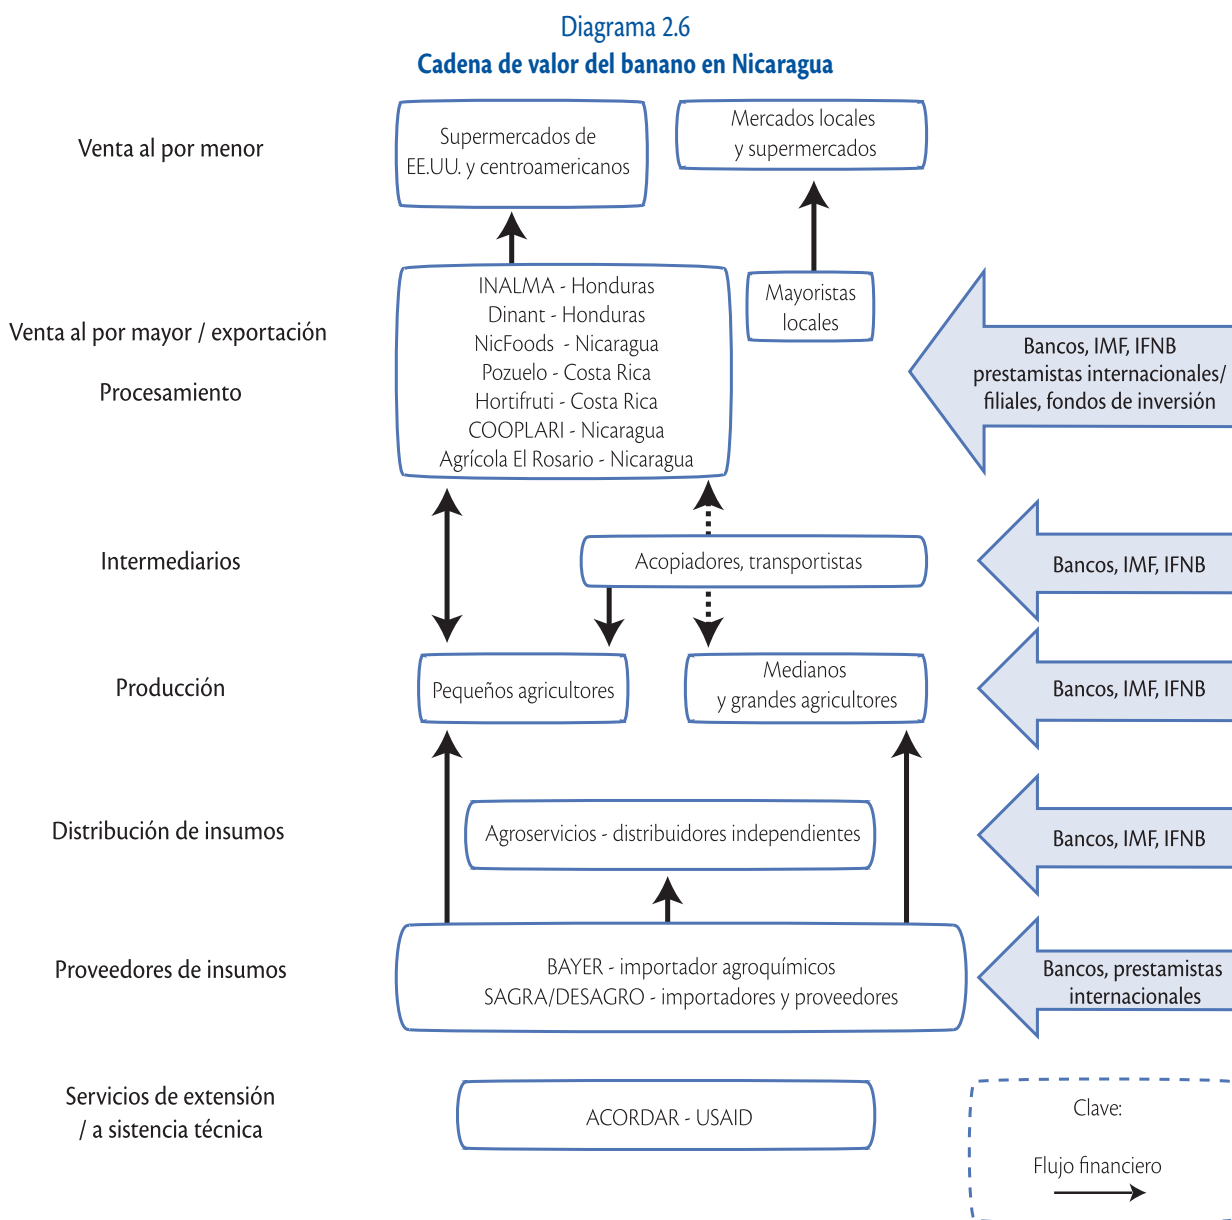 Diagrama 2.6
Cadena de valor del banano en Nicaragua
Venta al por menor
Supermercados de
EE.UU. y centroamericanos
Mercados locales
y supermercados
Venta al por mayor / exportación
Procesamiento
INALMA - Honduras
Dinant - Honduras
NicFoods - Nicaragua
Pozuelo - Costa Rica
Hortifruti - Costa Rica
COOPLARI - Nicaragua
Agrícola El Rosario - Nicaragua
Mayoristas
locales
Bancos, IMF, IFNB
prestamistas internacionales/
filiales, fondos de inversión
Intermediarios
Acopiadores, transportistas
Bancos, IMF, IFNB
Producción
Pequeños agricultores
Medianos
y grandes agricultores
Bancos, IMF, IFNB
Distribución de insumos
Agroservicios - distribuidores independientes
Bancos, IMF, IFNB
Proveedores de insumos
BAYER - importador agroquímicos
SAGRA/DESAGRO - importadores y proveedores
Bancos, prestamistas
internacionales
Servicios de extensión
/ a sistencia técnica
ACORDAR - USAID
Clave:
Flujo financiero